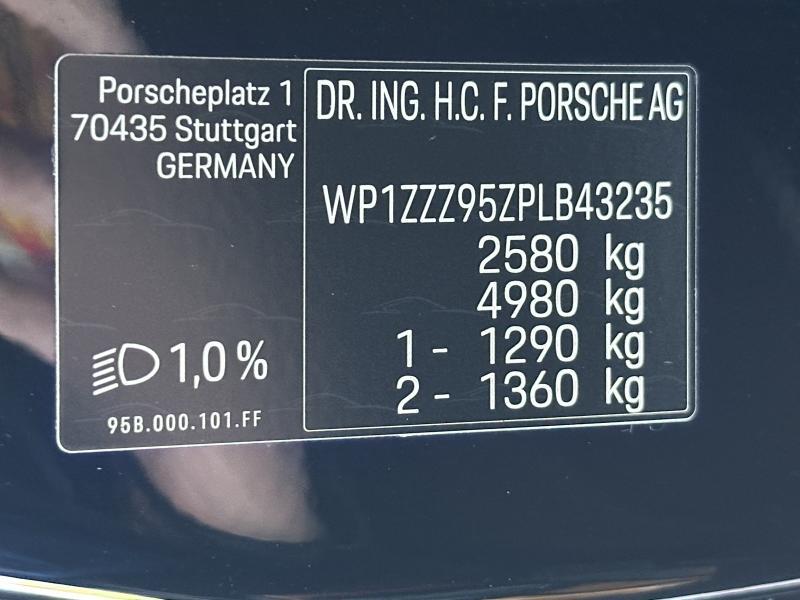 Porscheplatz 1
70435 Stuttgart
GERMANY
1,0 %
95B.000.101.FF
DR. ING. H.C. F. PORSCHE AG
WP1ZZZ95ZPLB43235
2580 kg
4980 kg
1 - 1290 kg
2 - 1360 kg